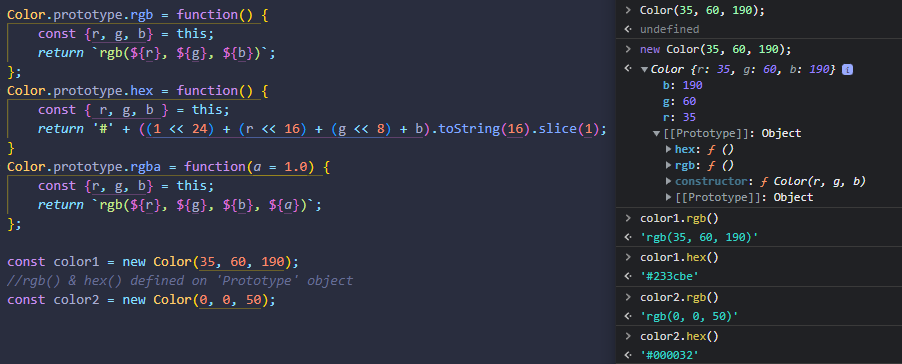 Color.prototype.rgb = function() {
const {r, g, b} = this;
return `rgb(${r}, ${g}, ${b})`;
};
Color.prototype.hex = function() {
const { r, g, b } = this;
return '#' + ((1 << 24) + (r << 16) + (g << 8) + b).toString(16).slice(1);
}
Color.prototype.rgba = function(a = 1.0) {
const {r, g, b} = this;
return `rgb(${r}, ${g}, ${b}, ${a})`;
};
const color1 = new Color(35, 60, 190);
//rgb() & hex() defined on 'Prototype' object
const color2 = new Color(0, 0, 50);
> Color(35, 60, 190);
undefined
> new Color(35, 60, 190);
Color {r: 35, g: 60, b: 190} i
b: 190
g: 60
r: 35
[[Prototype]]: Object
hex: ƒ ()
rgb: ƒ ()
constructor: ƒ Color(r, g, b)
[[Prototype]]: Object
> color1.rgb()
'rgb(35, 60, 190)'
> color1.hex()
'#233cbe'
> color2.rgb()
'rgb(0, 0, 50)'
> color2.hex()
'#000032'